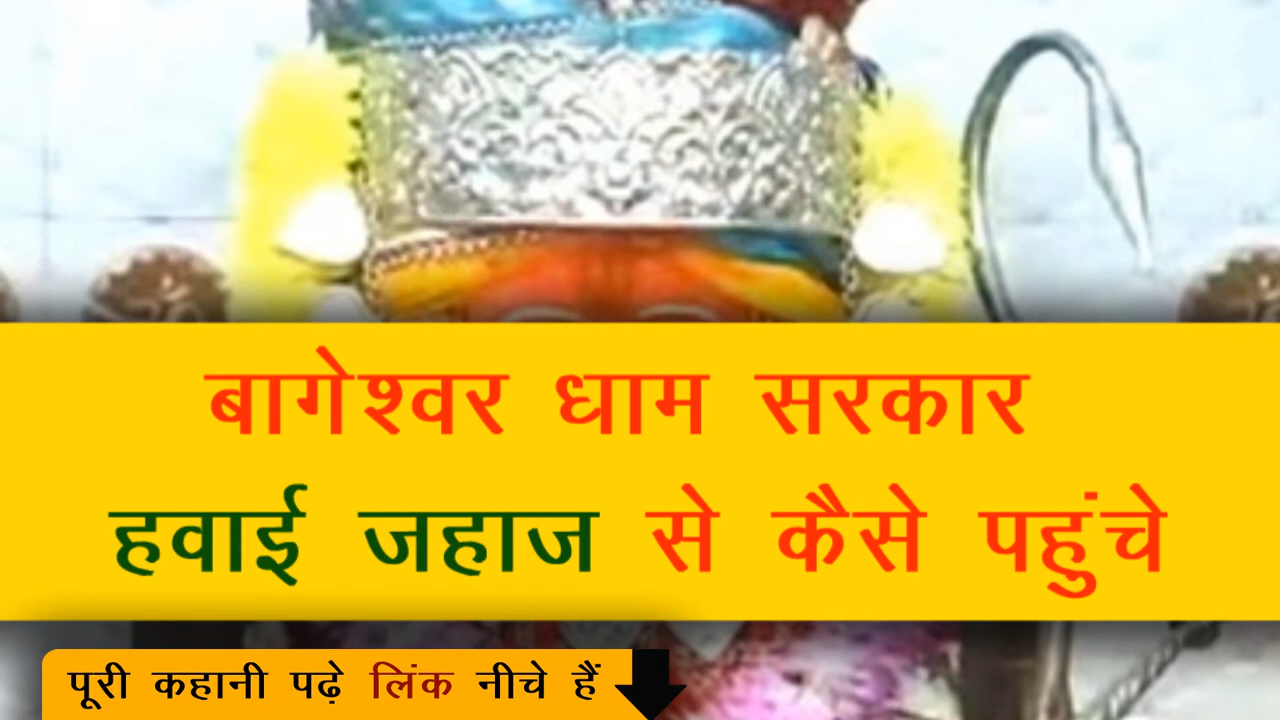 बागेश्वर धाम सरकार
हवाई जहाज से कैसे पहुंचे
पूरी कहानी पढ़े लिंक नीचे हैं